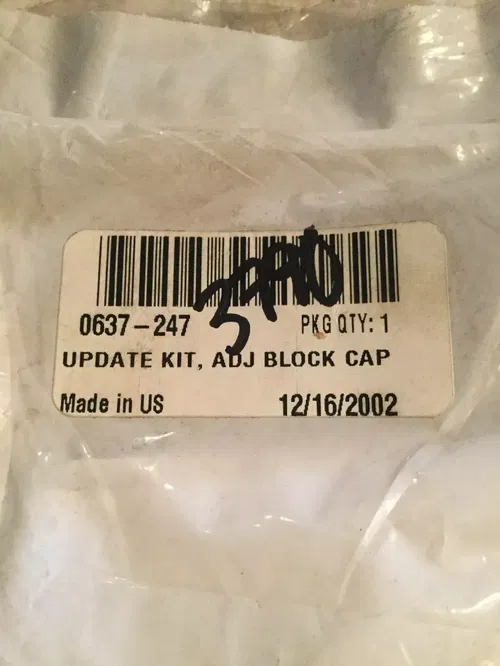 0637-247 PKG QTY: 1
UPDATE KIT, ADJ BLOCK CAP
Made in US 12/16/2002